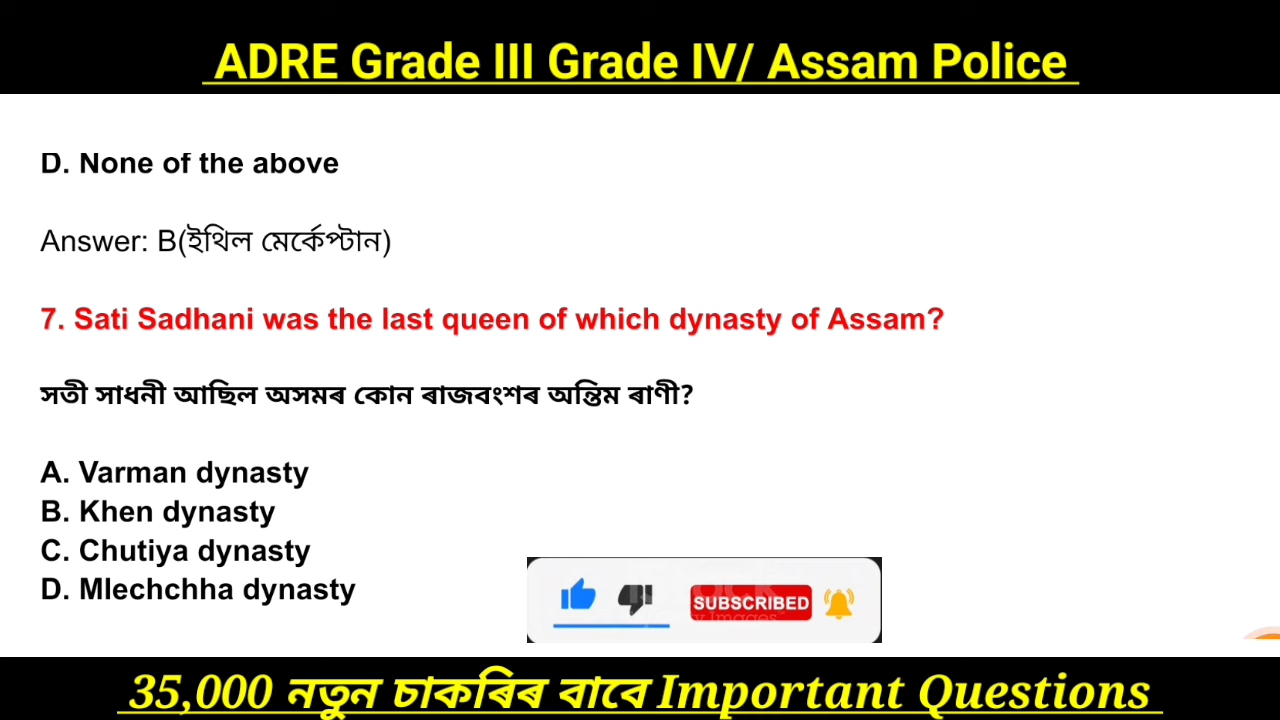 ADRE Grade III Grade IV/ Assam Police
D. None of the above
Answer: B(ইথিল মেৰ্কেপ্টান)
7. Sati Sadhani was the last queen of which dynasty of Assam?
সতী সাধনী আছিল অসমৰ কোন ৰাজবংশৰ অন্তিম ৰাণী?
A. Varman dynasty
B. Khen dynasty
C. Chutiya dynasty
D. Mlechchha dynasty
SUBSCRIBED
35,000 নতুন চাকৰিৰ বাবে Important Questions